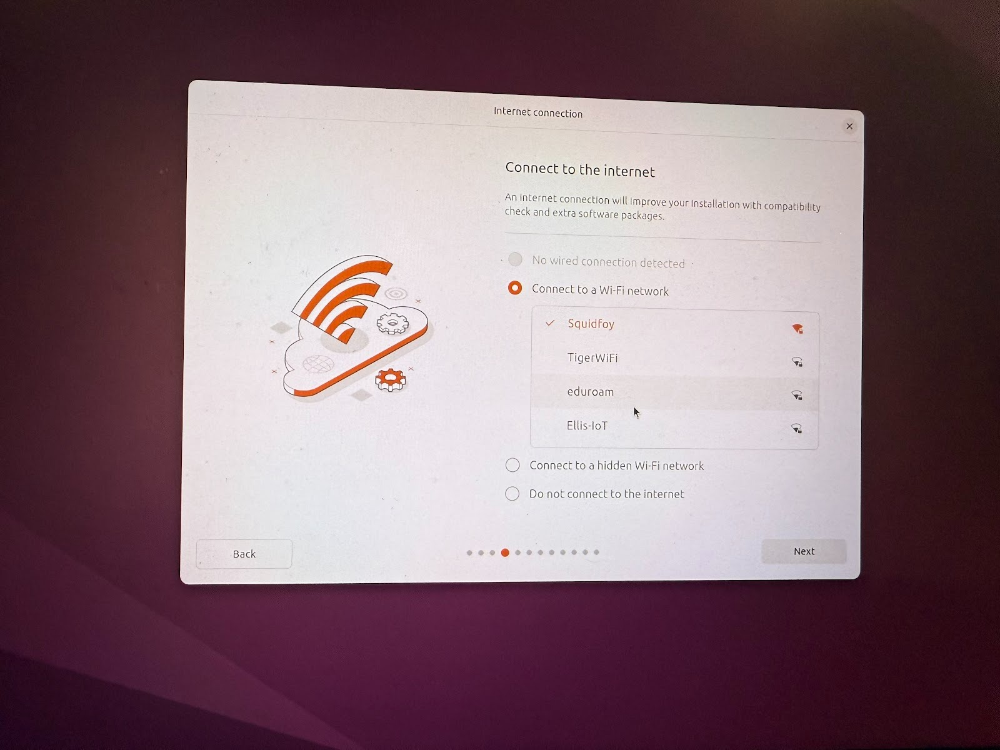 Internet connection
Connect to the internet
An internet connection will improve your installation with compatibility
check and extra software packages.
No wired connection detected
Connect to a Wi-Fi network
Squidfoy
TigerWiFi
eduroam
Ellis-IoT
Connect to a hidden Wi-Fi network
Do not connect to the internet
Back
Next